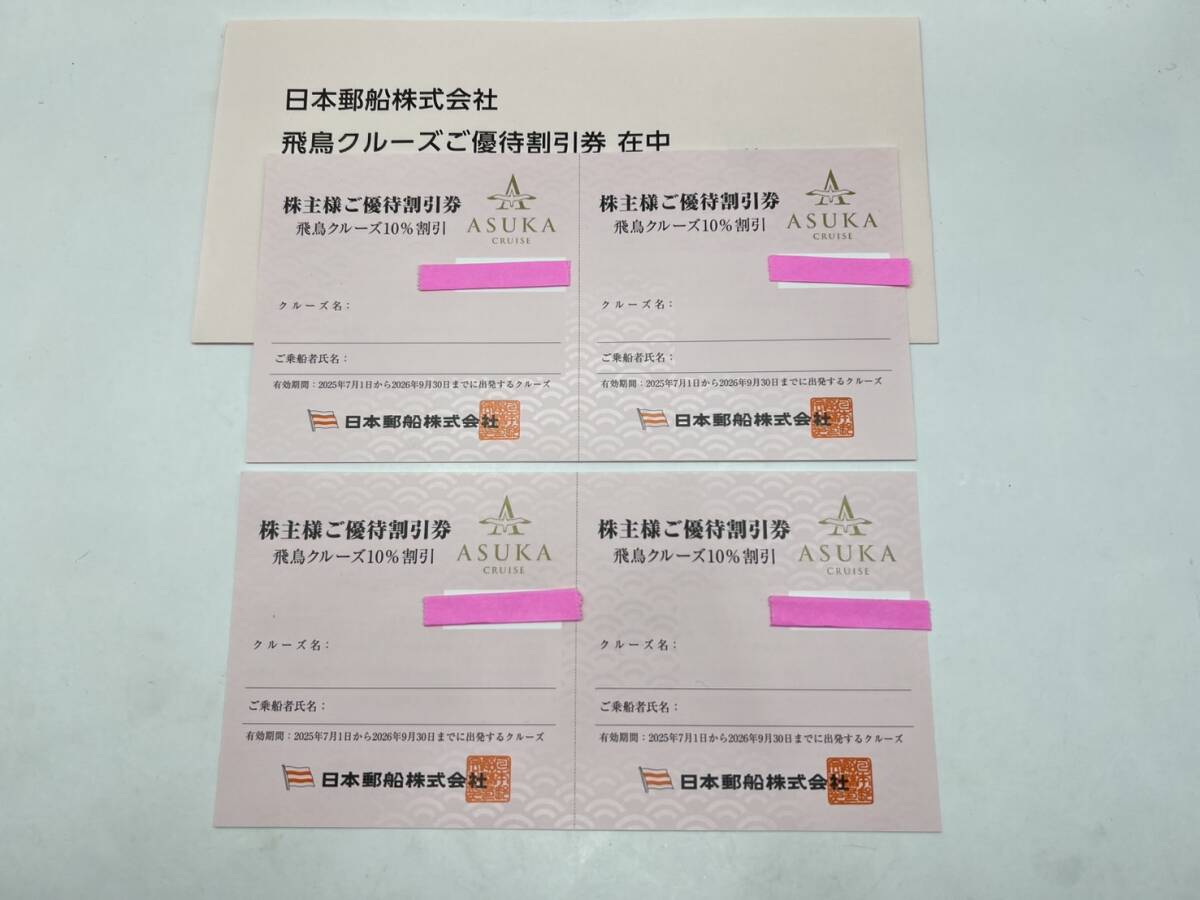 日本郵船株式会社
飛鳥クルーズご優待割引券 在中
株主様ご優待割引券
飛鳥クルーズ10%割引
ASUKA
CRUISE
クルーズ名:
ご乗船者氏名:
有効期間:2025年7月1日から2026年9月30日までに出発するクルーズ
日本郵船株式会社
株主様ご優待割引券
飛鳥クルーズ10%割引
ASUKA
CRUISE
クルーズ名:
ご乗船者氏名:
有効期間:2025年7月1日から2026年9月30日までに出発するクルーズ
日本郵船株式会社
株主様ご優待割引券
飛鳥クルーズ10%割引
ASUKA
CRUISE
クルーズ名:
ご乗船者氏名:
有効期間:2025年7月1日から2026年9月30日までに出発するクルーズ
日本郵船株式会社
株主様ご優待割引券
飛鳥クルーズ10%割引
ASUKA
CRUISE
クルーズ名:
ご乗船者氏名:
有効期間:2025年7月1日から2026年9月30日までに出発するクルーズ
日本郵船株式会社